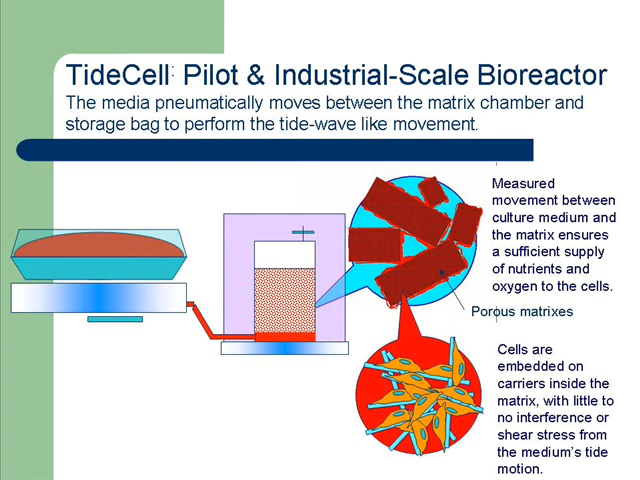 TideCell: Pilot & Industrial-Scale Bioreactor
The media pneumatically moves between the matrix chamber and
storage bag to perform the tide-wave like movement.
Measured
movement between
culture medium and
the matrix ensures
a sufficient supply
of nutrients and
oxygen to the cells.
Porous matrixes
Cells are
embedded on
carriers inside the
matrix, with little to
no interference or
shear stress from
the medium's tide
motion.